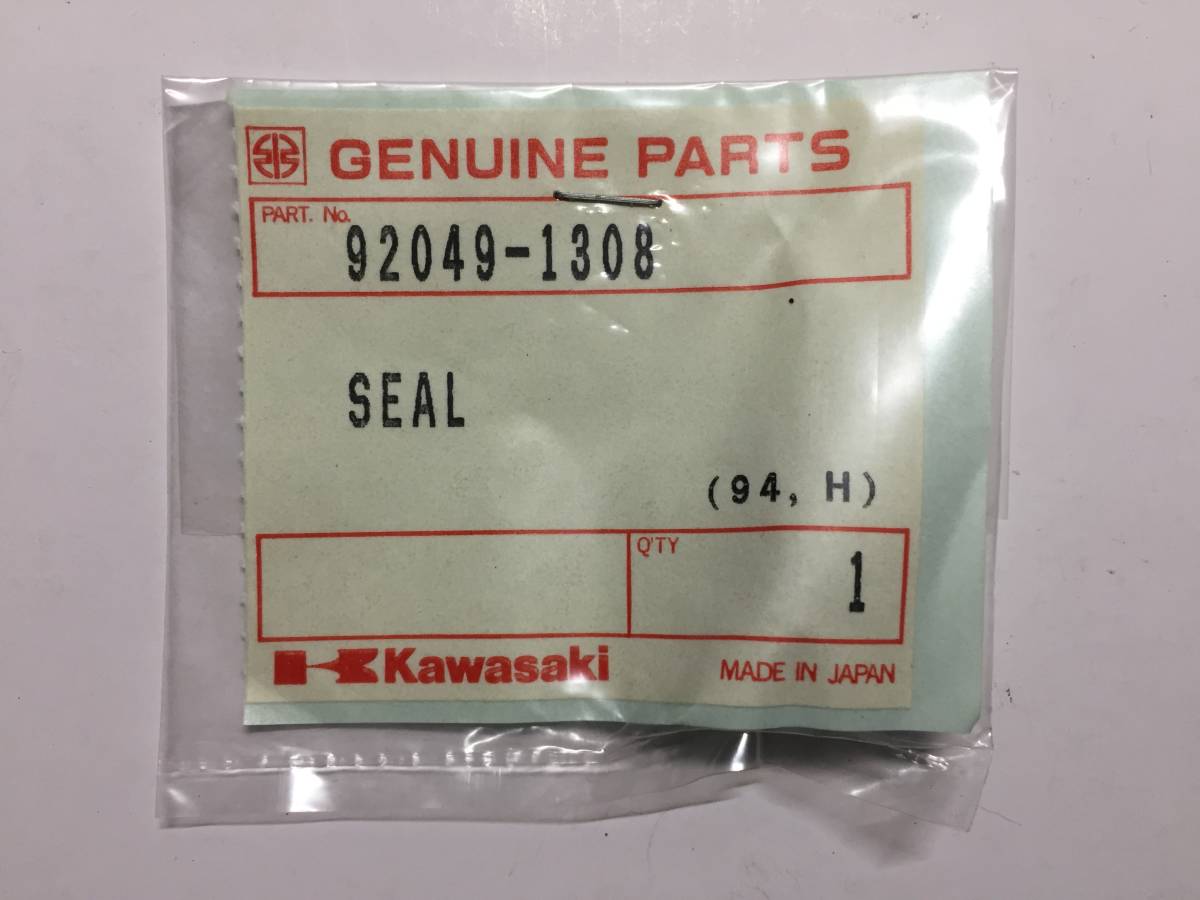 GENUINE PARTS
PART. No.
92049-1308
SEAL
(94, H)
Q'TY
1
Kawasaki
MADE IN JAPAN